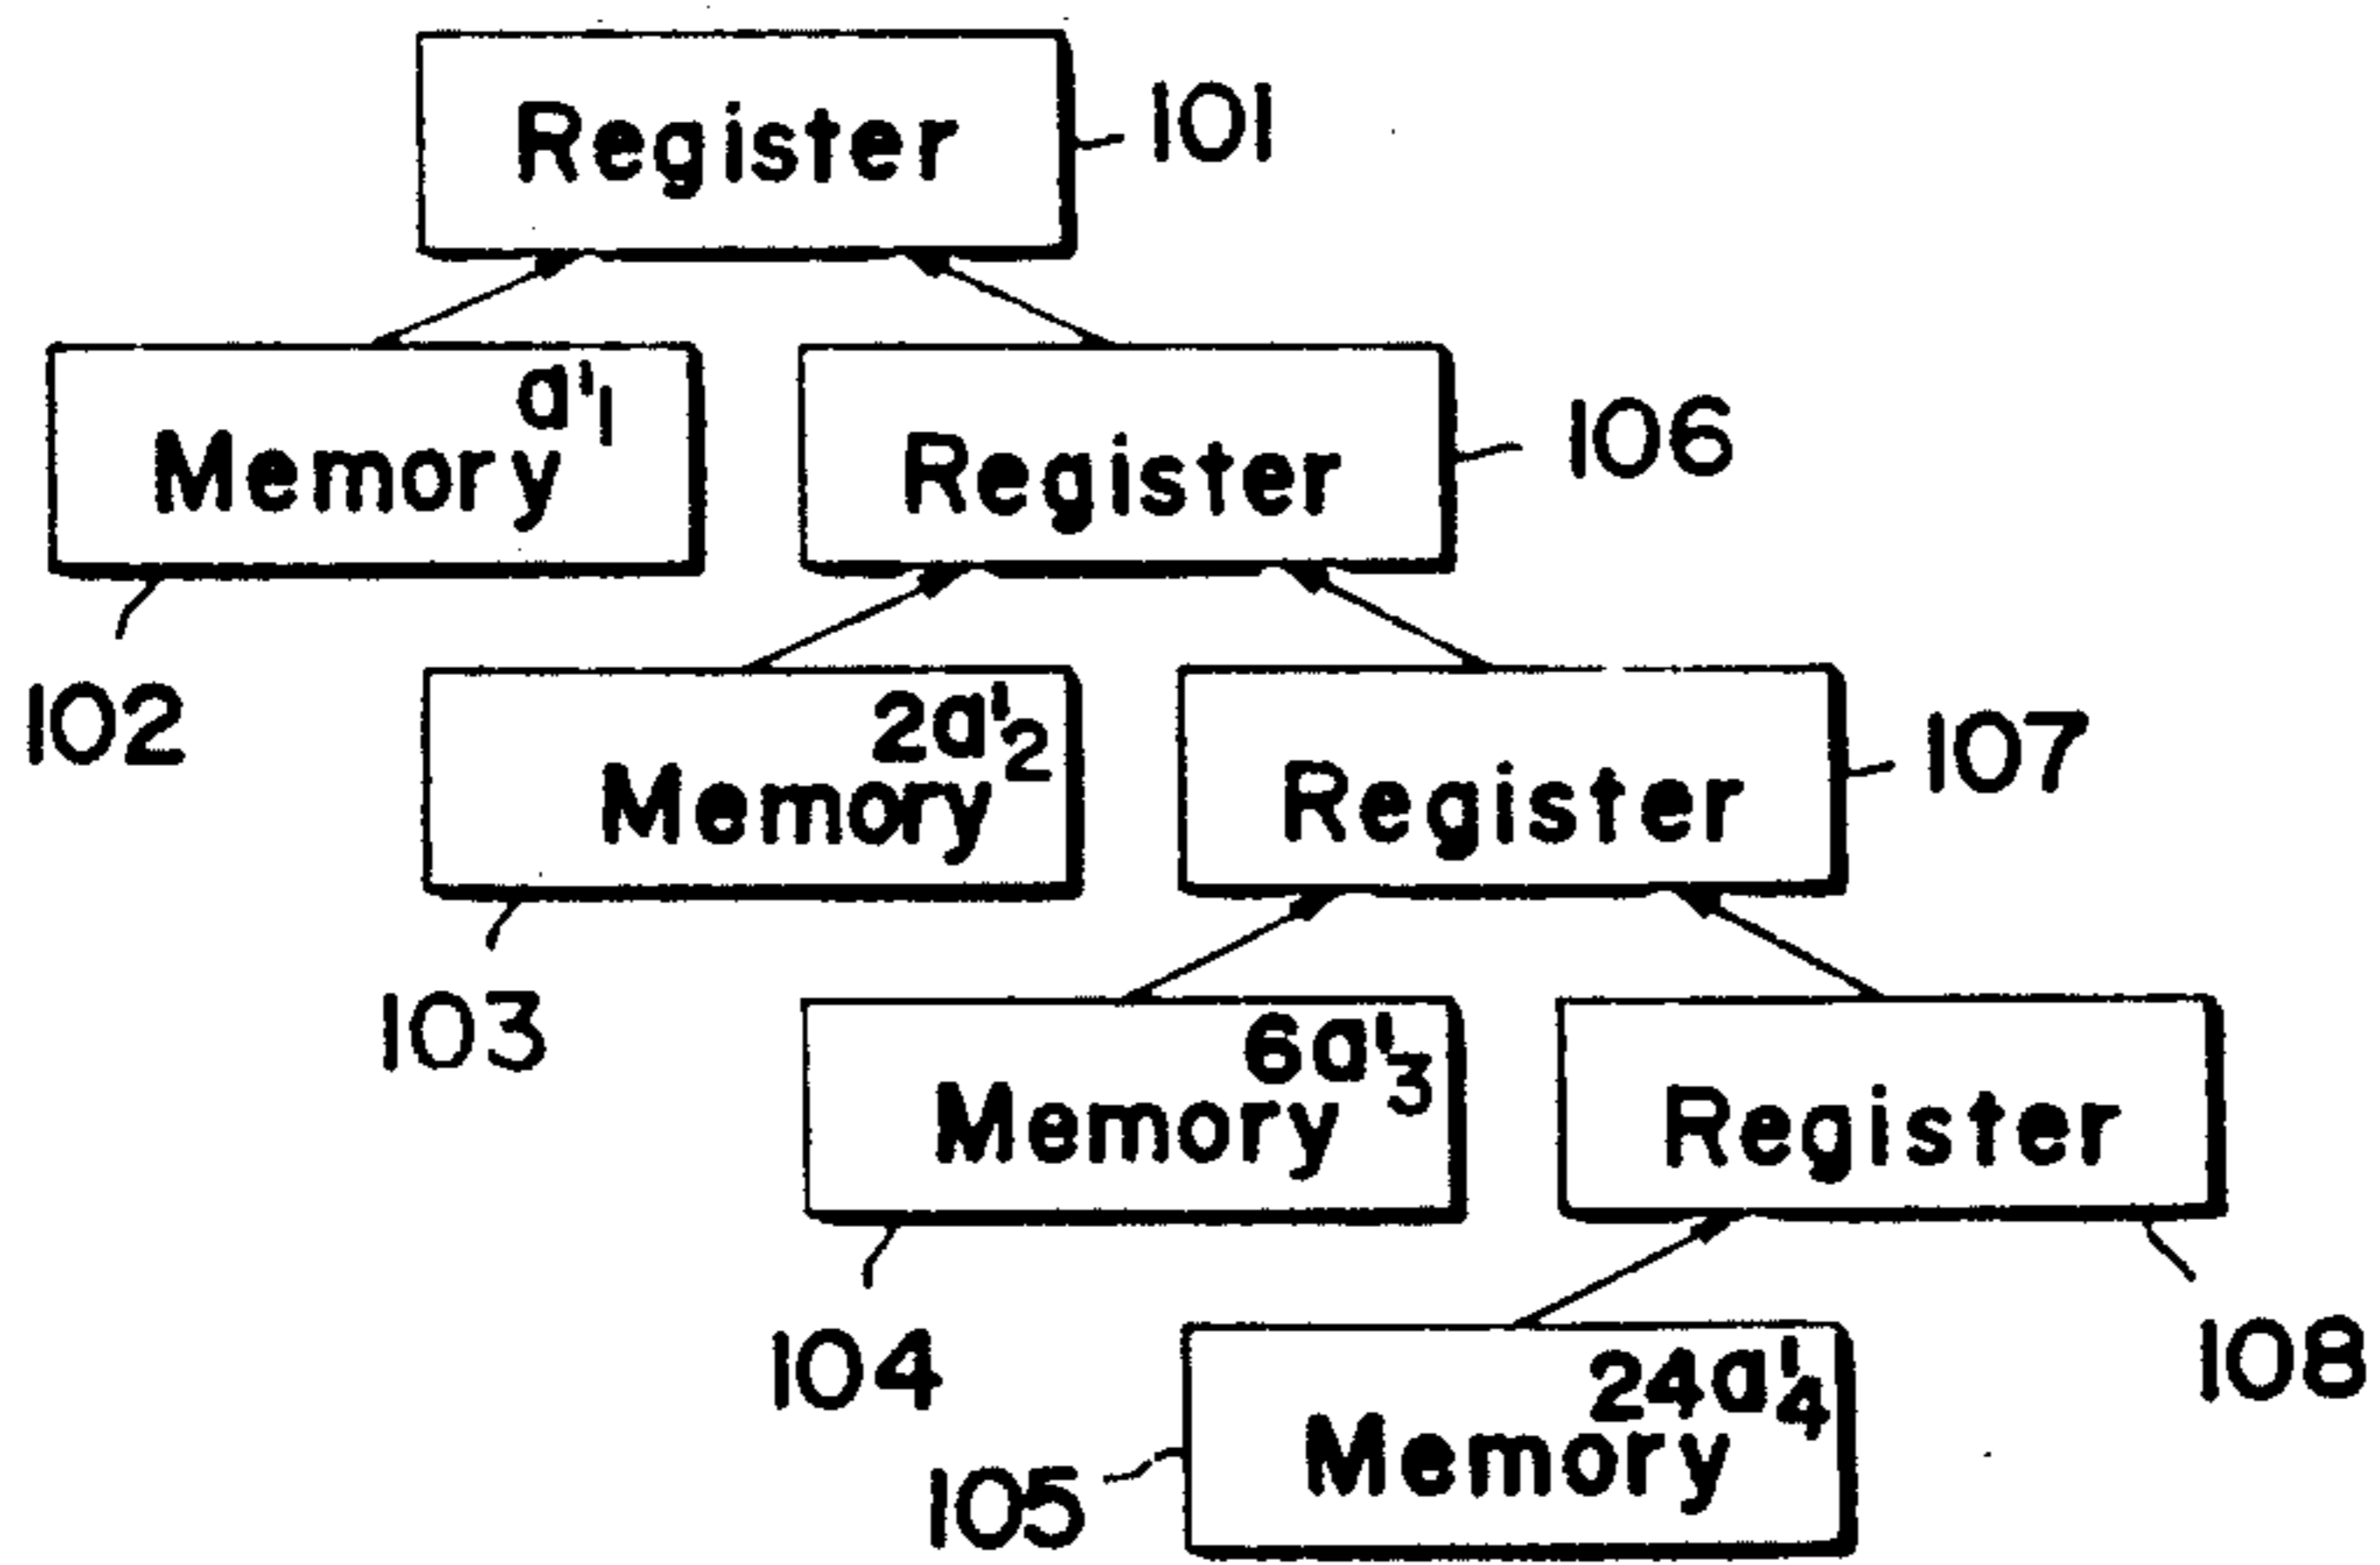 Register 101
a'1
Memory
Register 106
102
2a'2
Memory
Register 107
103
6a'3
Memory
Register
104
108
24a'4
Memory
105